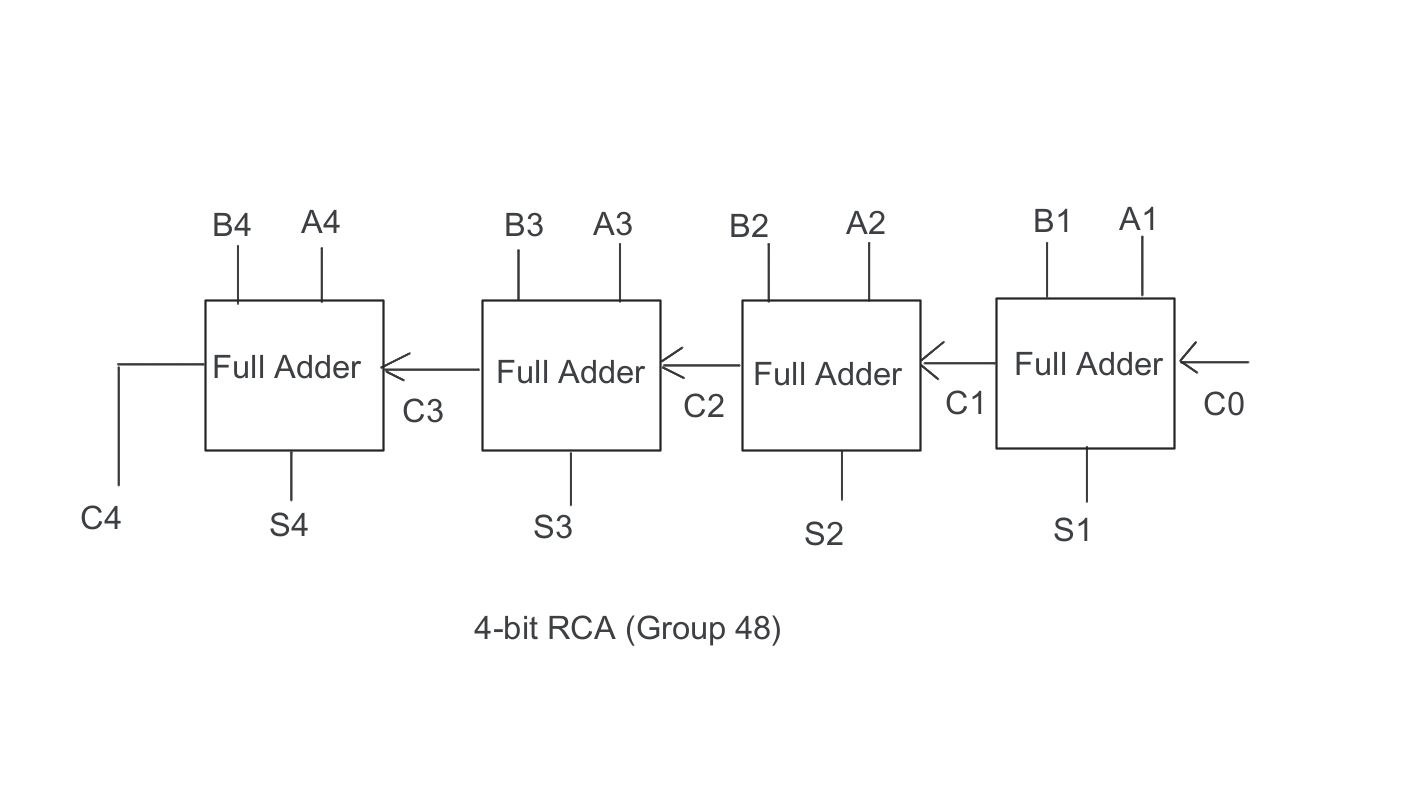 B4 A4 B3 A3 B2 A2 B1 A1
Full Adder Full Adder Full Adder Full Adder
C3 C2 C1 C0
C4 S4 S3 S2 S1
4-bit RCA (Group 48)